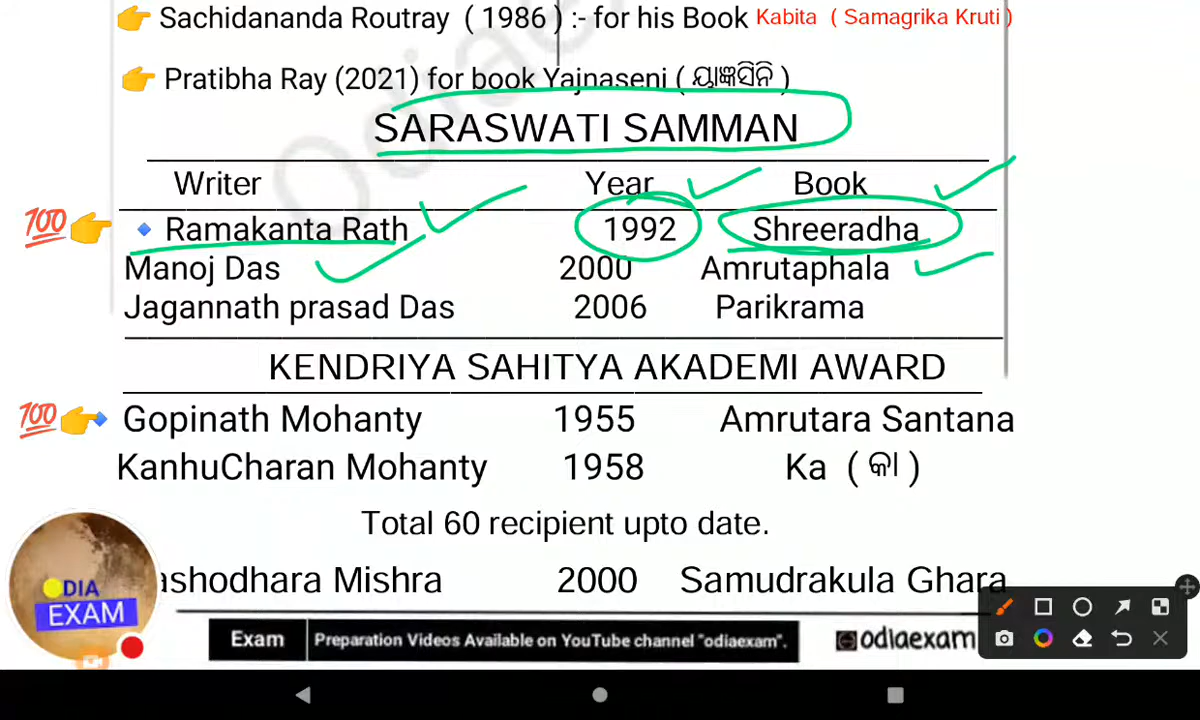 👉 Sachidananda Routray ( 1986 ) :- for his Book Kabita ( Samagrika Kruti )
👉 Pratibha Ray (2021) for book Yajnaseni ( ୟାଜ୍ଞସିନି )
SARASWATI SAMMAN
Writer Year Book
💯👉🔹 Ramakanta Rath 1992 Shreeradha
Manoj Das 2000 Amrutaphala
Jagannath prasad Das 2006 Parikrama
KENDRIYA SAHITYA AKADEMI AWARD
💯👉🔹 Gopinath Mohanty 1955 Amrutara Santana
KanhuCharan Mohanty 1958 Ka ( କା )
Total 60 recipient upto date.
ashodhara Mishra 2000 Samudrakula Ghara
ODIA
EXAM
Exam Preparation Videos Available on YouTube channel "odiaexam". odiaexam